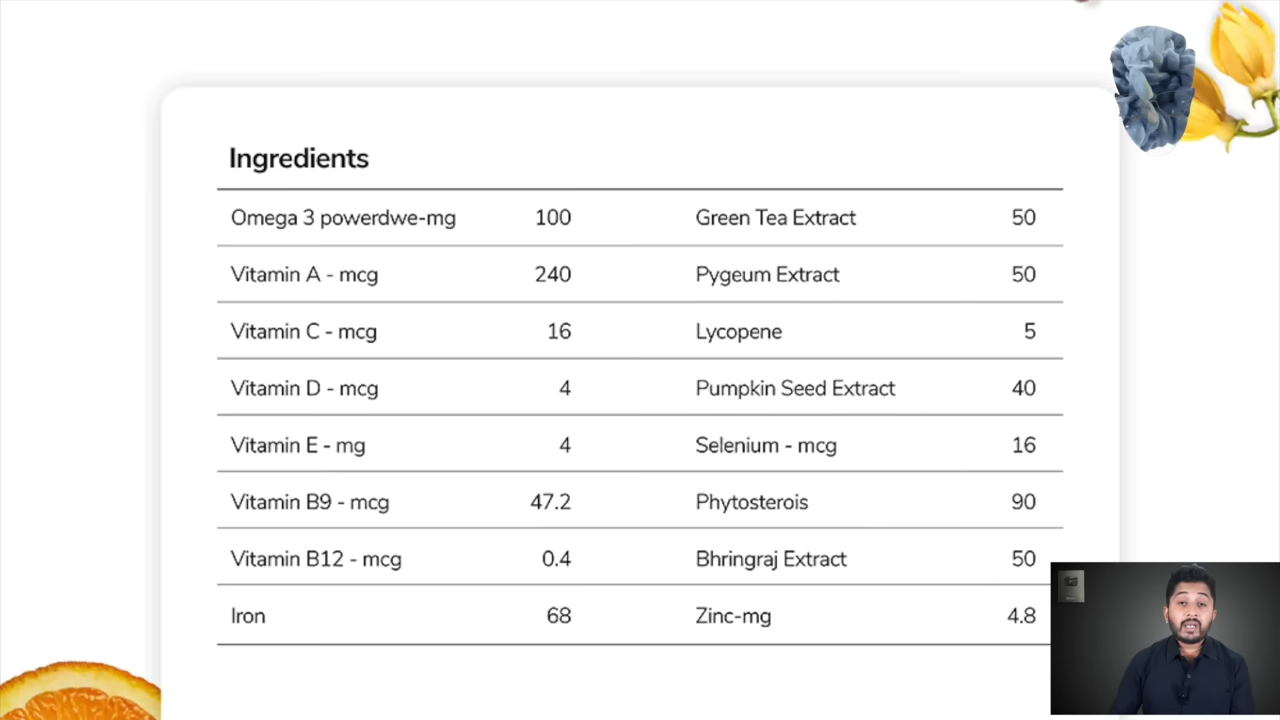 Ingredients
Omega 3 powerdwe-mg 100 Green Tea Extract 50
Vitamin A - mcg 240 Pygeum Extract 50
Vitamin C - mcg 16 Lycopene 5
Vitamin D - mcg 4 Pumpkin Seed Extract 40
Vitamin E - mg 4 Selenium - mcg 16
Vitamin B9 - mcg 47.2 Phytosterois 90
Vitamin B12 - mcg 0.4 Bhringraj Extract 50
Iron 68 Zinc-mg 4.8